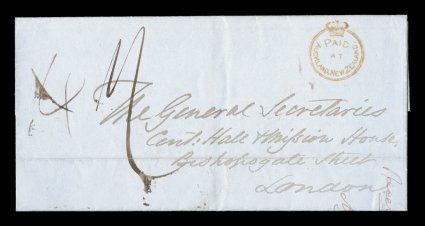 PAID
AT
AUCKLAND, NEW ZEALAND
The General Secretaries
Cent: Hall & Mission House,
Bishopsgate Street
London